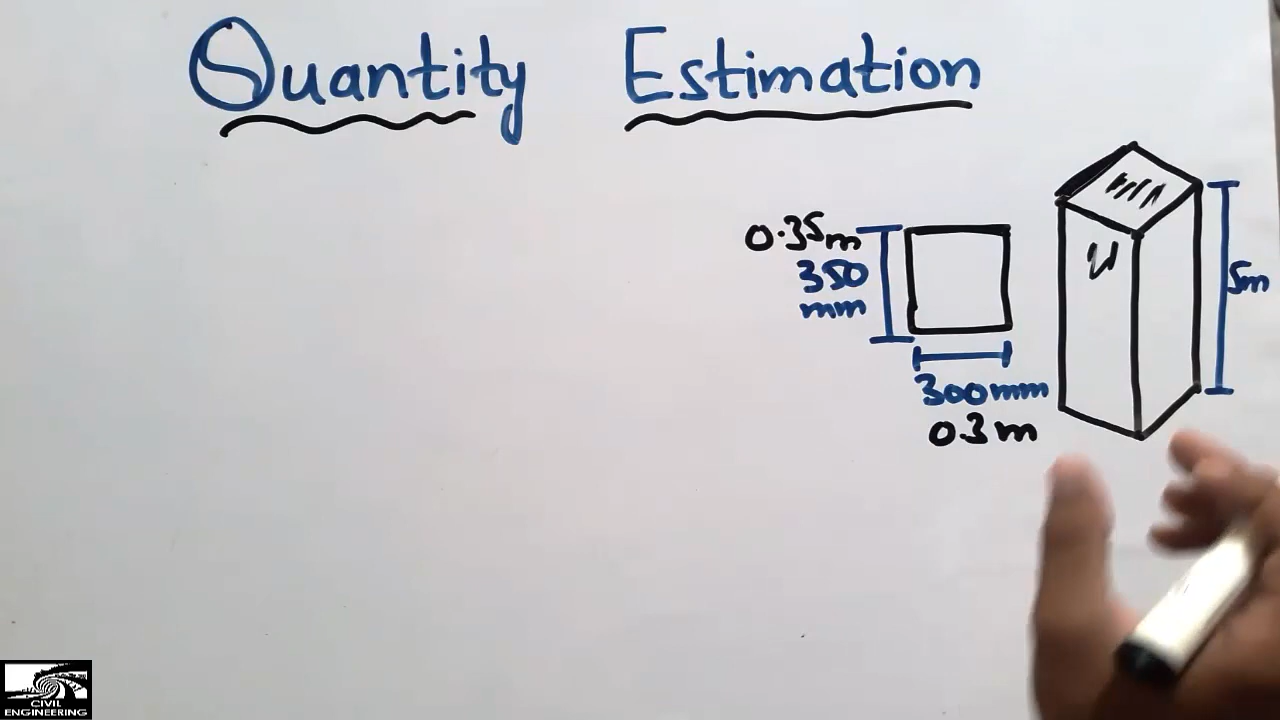 Quantity Estimation
0.35m
350
mm
300mm
0.3m
5m
CIVIL
ENGINEERING